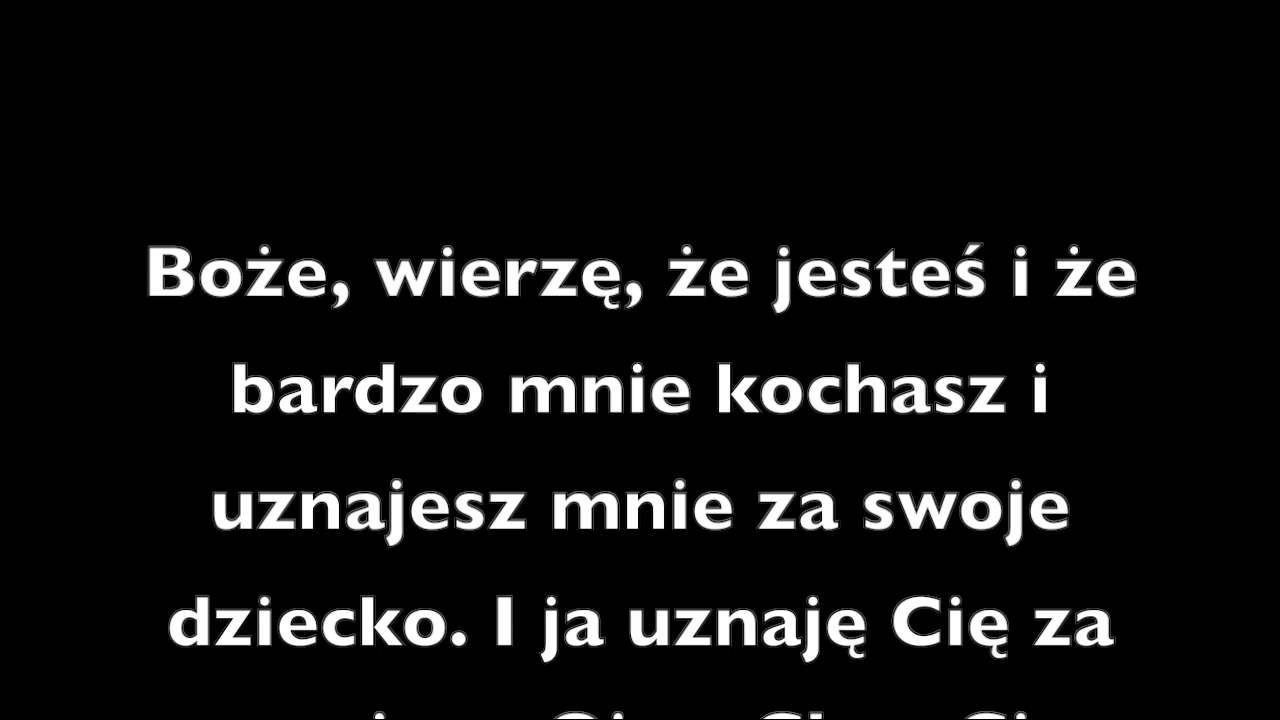 Boże, wierzę, że jesteś i że
bardzo mnie kochasz i
uznajesz mnie za swoje
dziecko. I ja uznaję Cię za